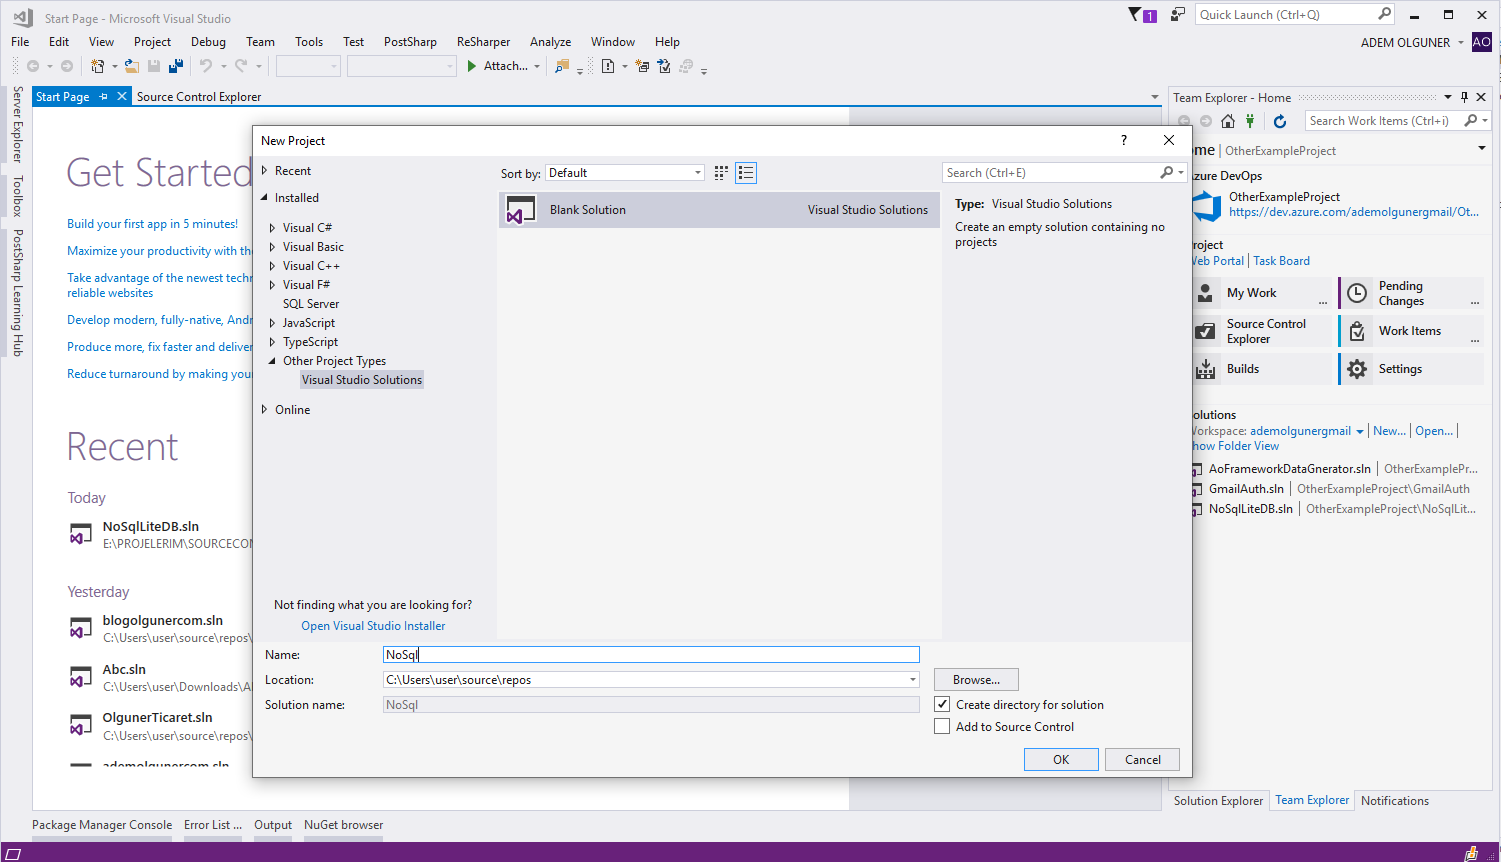 Start Page - Microsoft Visual Studio
1
Quick Launch (Ctrl+Q)
File Edit View Project Debug Team Tools Test PostSharp ReSharper Analyze Window Help
ADEM OLGUNER AO
Attach...
Server Explorer
Toolbox
PostSharp Learning Hub
Start Page
Source Control Explorer
Get Started
Build your first app in 5 minutes!
Maximize your productivity with the
Take advantage of the newest techn
reliable websites
Develop modern, fully-native, Andr
Produce more, fix faster and deliver
Reduce turnaround by making your
Recent
Today
NoSqlLiteDB.sln
E:\PROJELERIM\SOURCECON
Yesterday
blogolgunercom.sln
C:\Users\user\source\repos\
Abc.sln
C:\Users\user\Downloads\A
OlgunerTicaret.sln
C:\Users\user\source\repos\
ademolgunercom.sln
New Project
?
Recent
Installed
Visual C#
Visual Basic
Visual C++
Visual F#
SQL Server
JavaScript
TypeScript
Other Project Types
Visual Studio Solutions
Online
Not finding what you are looking for?
Open Visual Studio Installer
Sort by: Default
Blank Solution Visual Studio Solutions
Search (Ctrl+E)
Type: Visual Studio Solutions
Create an empty solution containing no
projects
Name: NoSql
Location: C:\Users\user\source\repos
Browse...
Solution name: NoSql
Create directory for solution
Add to Source Control
OK Cancel
Team Explorer - Home
Search Work Items (Ctrl+i)
ome | OtherExampleProject
Azure DevOps
OtherExampleProject
https://dev.azure.com/ademolgunergmail/Ot...
roject
Web Portal | Task Board
My Work ...
Pending
Changes ...
Source Control
Explorer
Work Items ...
Builds
Settings
olutions
Workspace: ademolgunergmail | New... | Open... |
how Folder View
AoFrameworkDataGnerator.sln | OtherExamplePr...
GmailAuth.sln | OtherExampleProject\GmailAuth
NoSqlLiteDB.sln | OtherExampleProject\NoSqlLit...
Solution Explorer Team Explorer Notifications
Package Manager Console Error List ... Output NuGet browser